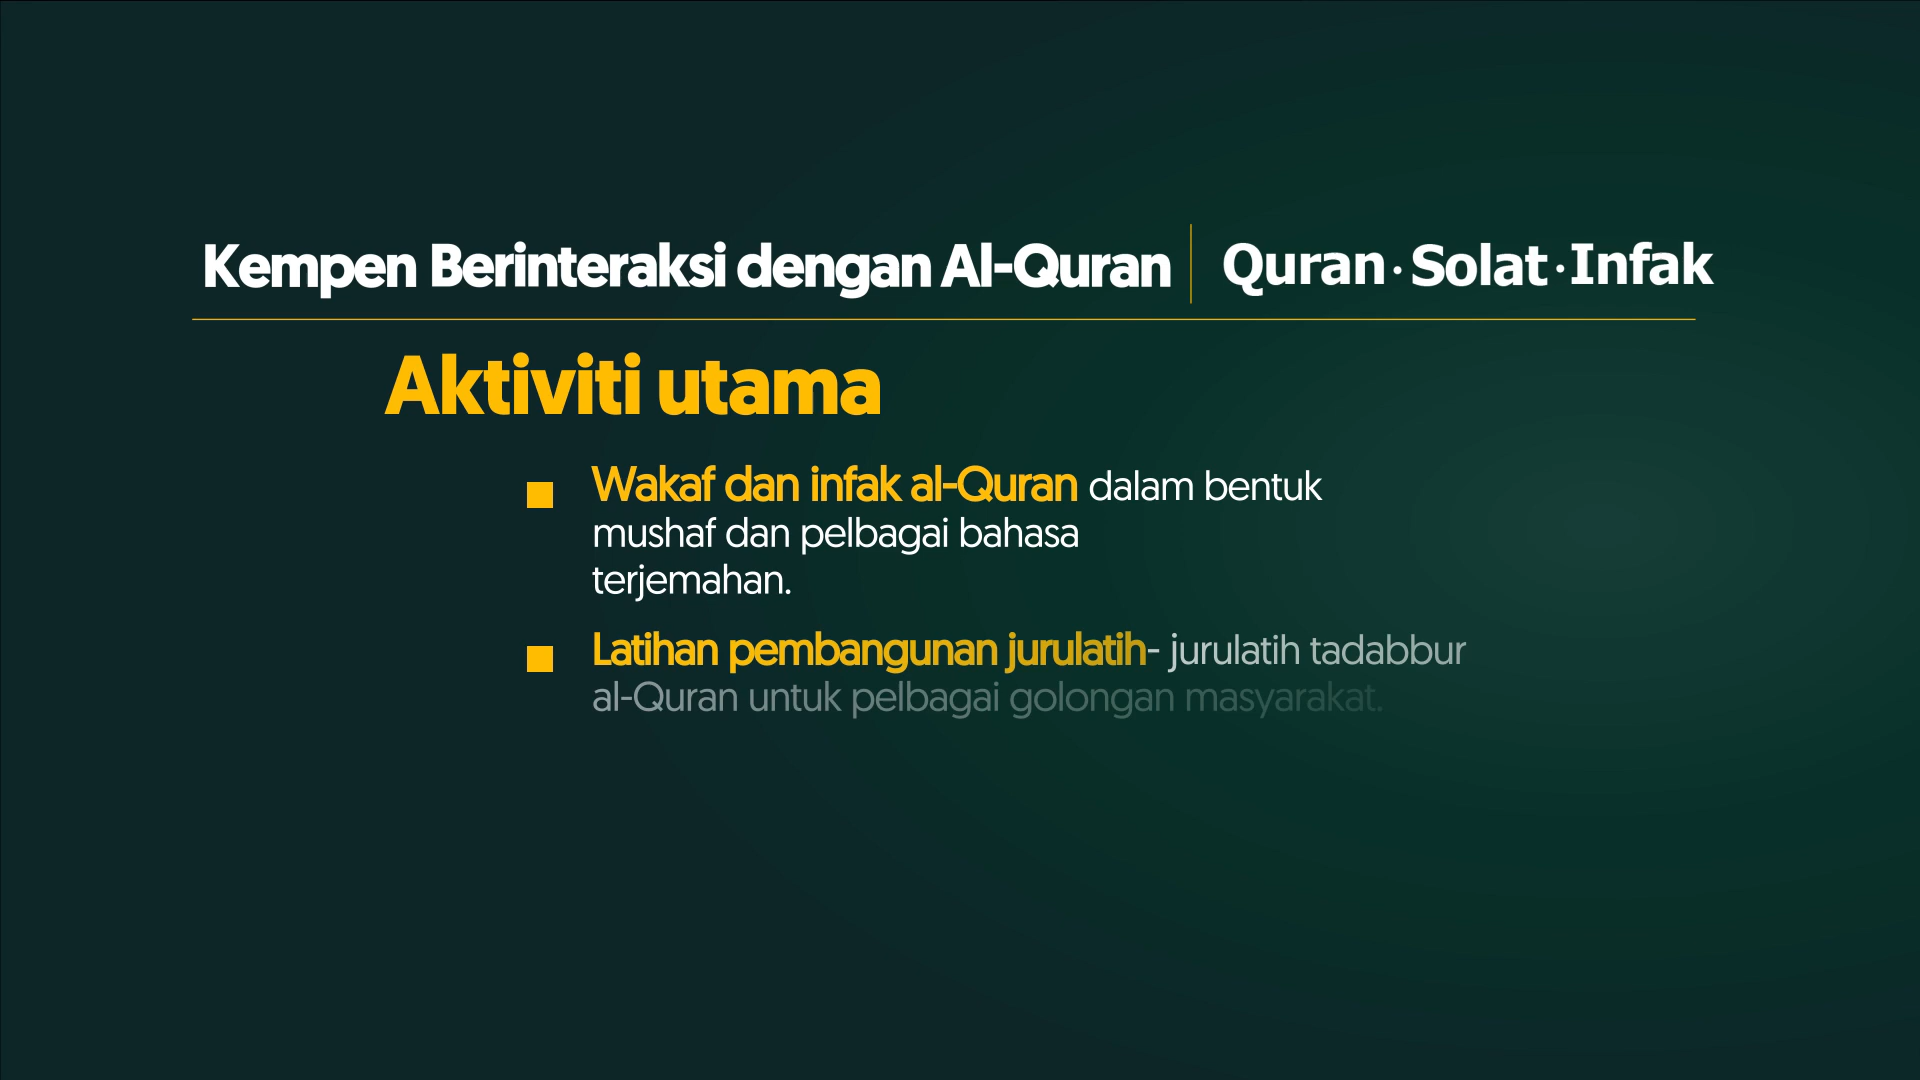 Kempen Berinteraksi dengan Al-Quran
Quran · Solat · Infak
Aktiviti utama
Wakaf dan infak al-Quran dalam bentuk
mushaf dan pelbagai bahasa
terjemahan.
Latihan pembangunan jurulatih- jurulatih tadabbur
al-Quran untuk pelbagai golongan masyarakat.